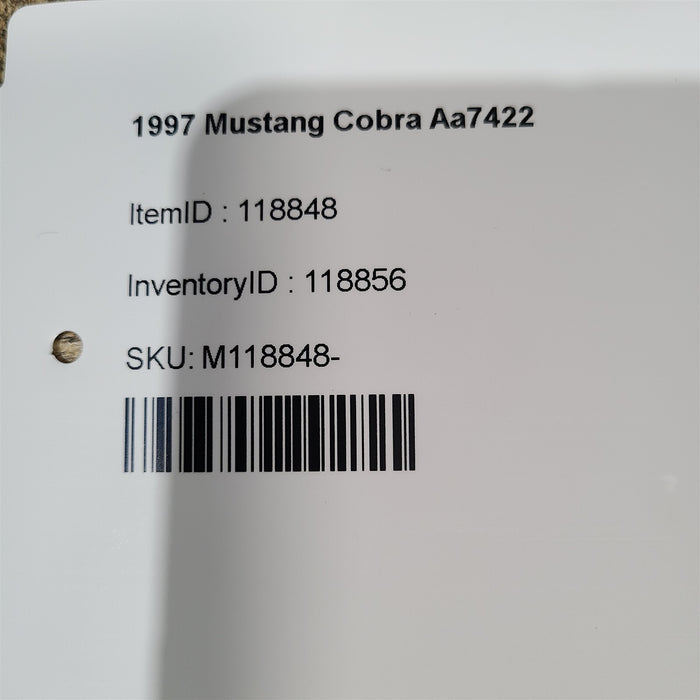 1997 Mustang Cobra Aa7422
ItemID : 118848
InventoryID : 118856
SKU: M118848-